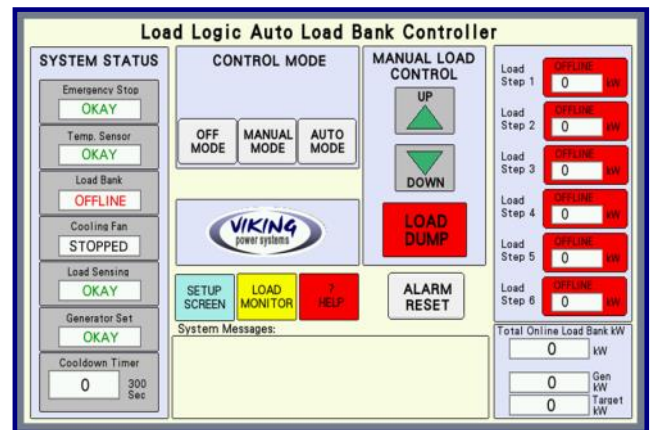 Load Logic Auto Load Bank Controller
SYSTEM STATUS
Emergency Stop
OKAY
Temp. Sensor
OKAY
Load Bank
OFFLINE
Cooling Fan
STOPPED
Load Sensing
OKAY
Generator Set
OKAY
Cooldown Timer
0
300
Sec
CONTROL MODE
OFF
MODE
MANUAL
MODE
AUTO
MODE
VIKING
power systems
SETUP
SCREEN
LOAD
MONITOR
?
HELP
MANUAL LOAD
CONTROL
UP
DOWN
LOAD
DUMP
ALARM
RESET
System Messages:
Load
Step 1
OFFLINE
0 kW
Load
Step 2
OFFLINE
0 kW
Load
Step 3
OFFLINE
0 kW
Load
Step 4
OFFLINE
0 kW
Load
Step 5
OFFLINE
0 kW
Load
Step 6
OFFLINE
0 kW
Total Online Load Bank kW
0 kW
0 Gen
kW
0 Target
kW